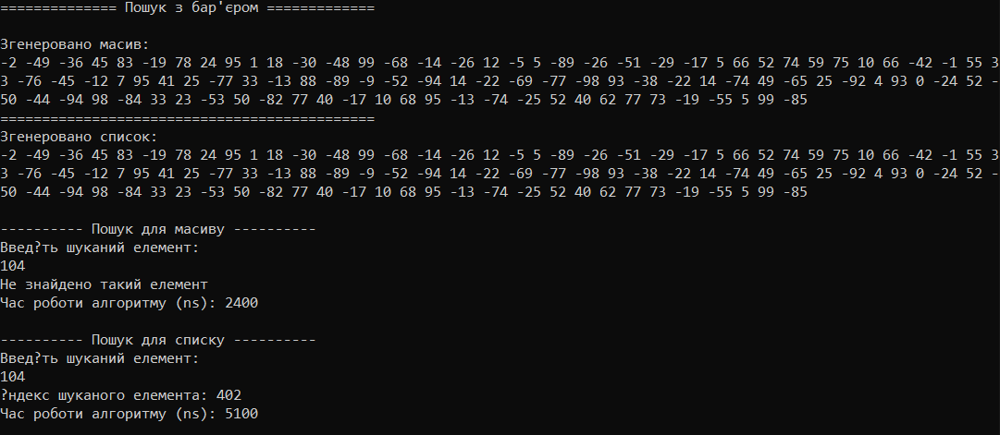 ============== Пошук з бар'єром =============
Згенеровано масив:
-2 -49 -36 45 83 -19 78 24 95 1 18 -30 -48 99 -68 -14 -26 12 -5 5 -89 -26 -51 -29 -17 5 66 52 74 59 75 10 66 -42 -1 55 3
3 -76 -45 -12 7 95 41 25 -77 33 -13 88 -89 -9 -52 -94 14 -22 -69 -77 -98 93 -38 -22 14 -74 49 -65 25 -92 4 93 0 -24 52 -
50 -44 -94 98 -84 33 23 -53 50 -82 77 40 -17 10 68 95 -13 -74 -25 52 40 62 77 73 -19 -55 5 99 -85
=============================================
Згенеровано список:
-2 -49 -36 45 83 -19 78 24 95 1 18 -30 -48 99 -68 -14 -26 12 -5 5 -89 -26 -51 -29 -17 5 66 52 74 59 75 10 66 -42 -1 55 3
3 -76 -45 -12 7 95 41 25 -77 33 -13 88 -89 -9 -52 -94 14 -22 -69 -77 -98 93 -38 -22 14 -74 49 -65 25 -92 4 93 0 -24 52 -
50 -44 -94 98 -84 33 23 -53 50 -82 77 40 -17 10 68 95 -13 -74 -25 52 40 62 77 73 -19 -55 5 99 -85
---------- Пошук для масиву ----------
Введ?ть шуканий елемент:
104
Не знайдено такий елемент
Час роботи алгоритму (ns): 2400
---------- Пошук для списку ----------
Введ?ть шуканий елемент:
104
?ндекс шуканого елемента: 402
Час роботи алгоритму (ns): 5100